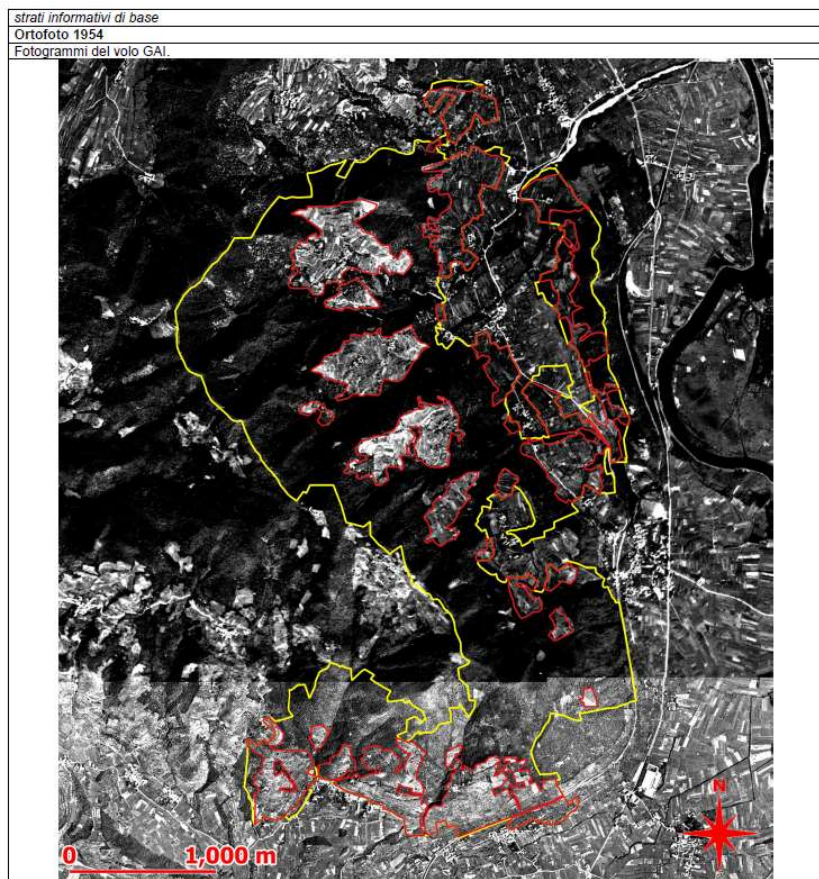 strati informativi di base
Ortofoto 1954
Fotogrammi del volo GAI.
N
0 1,000 m